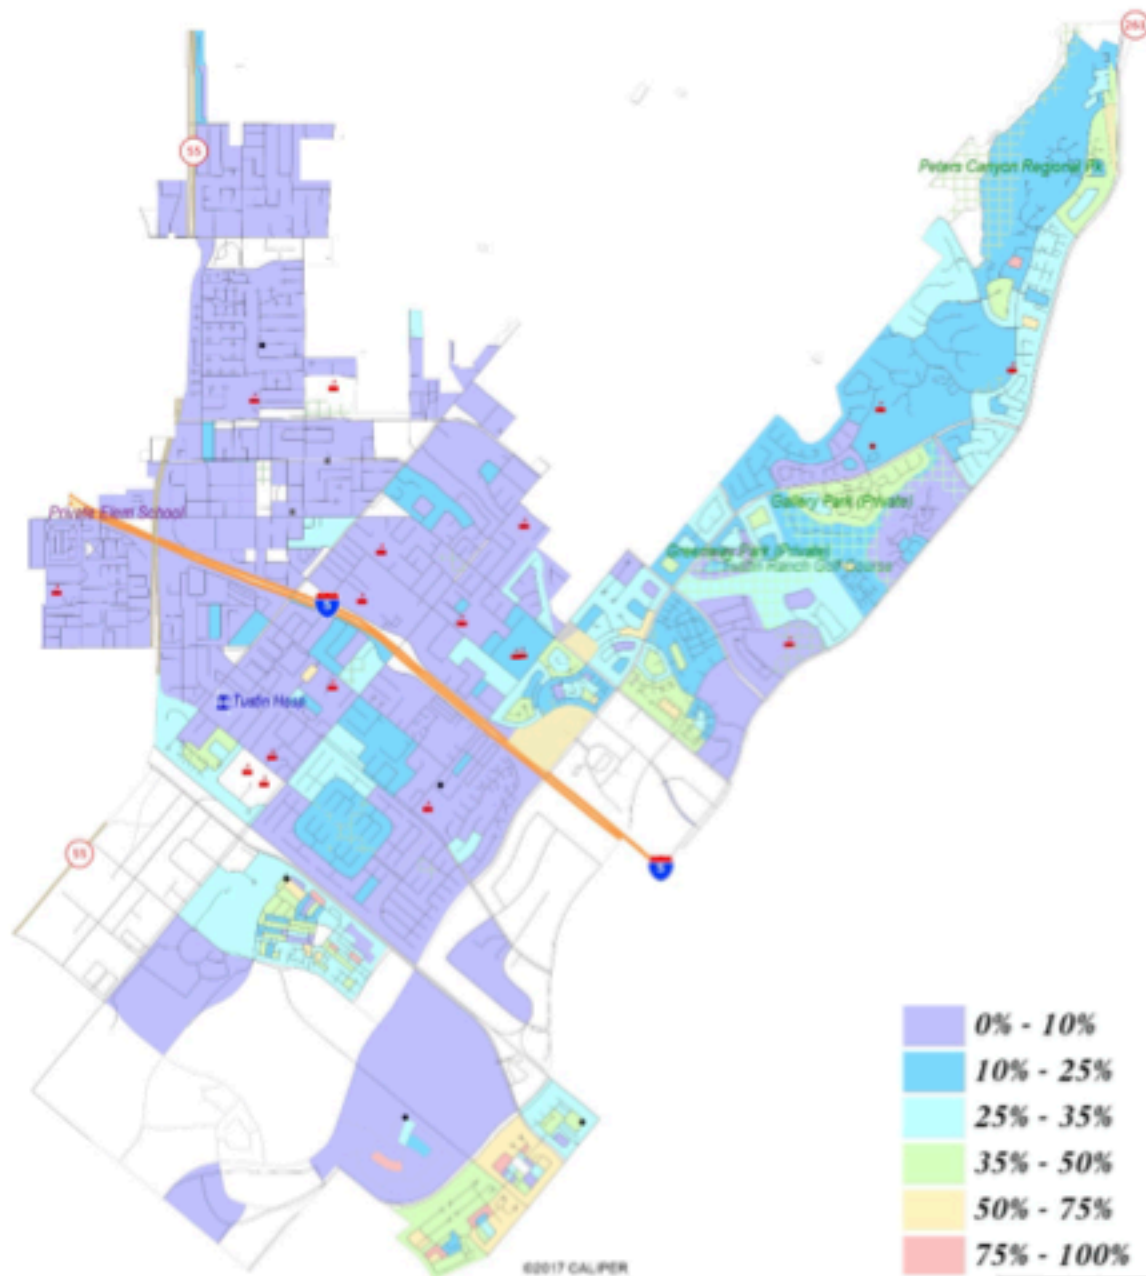 261
55
Peters Canyon Regional Pk
Private Elem School
Gallery Park (Private)
Greenway Park (Private)
Tustin Ranch Golf Course
5
Tustin Hosp
55
5
0% - 10%
10% - 25%
25% - 35%
35% - 50%
50% - 75%
75% - 100%
©2017 CALIPER